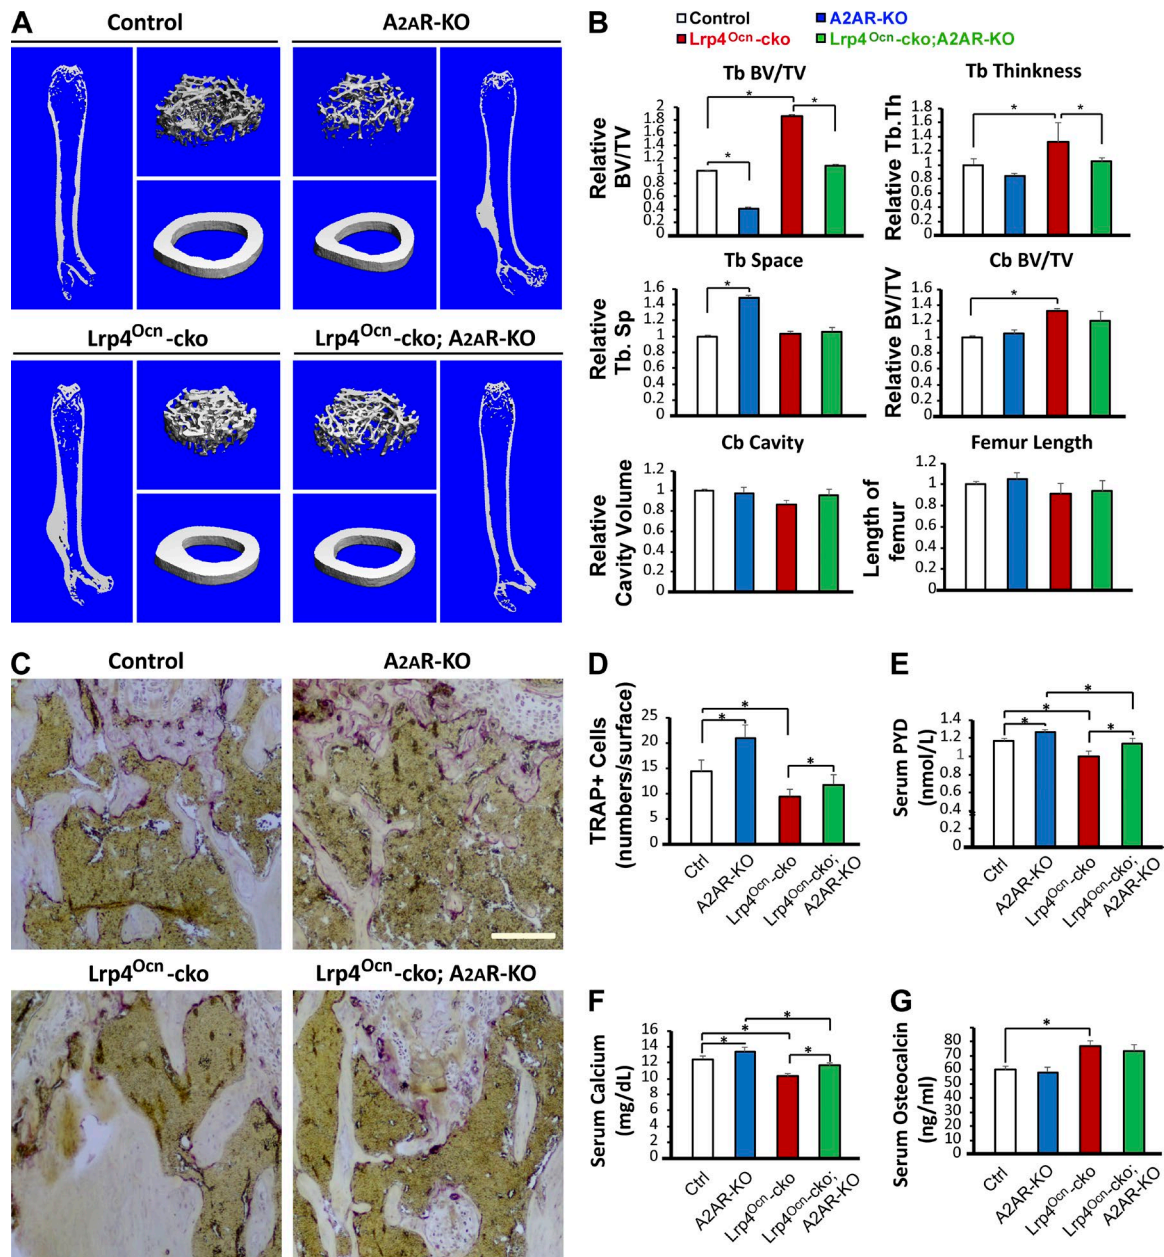 A
Control
A2AR-KO
Lrp4Ocn-cko
Lrp4Ocn-cko; A2AR-KO
B
Control
A2AR-KO
Lrp4Ocn-cko
Lrp4Ocn-cko;A2AR-KO
Tb BV/TV
Relative
BV/TV
2
1.8
1.6
1.4
1.2
1
0.8
0.6
0.4
0.2
0
*
*
*
Tb Thinkness
Relative Tb.Th
1.8
1.6
1.4
1.2
1
0.8
0.6
0.4
0.2
0
*
*
Tb Space
Relative
Tb. Sp
1.6
1.4
1.2
1
0.8
0.6
0.4
0.2
0
*
Cb BV/TV
Relative BV/TV
1.6
1.4
1.2
1
0.8
0.6
0.4
0.2
0
*
Cb Cavity
Relative
Cavity Volume
1.2
1
0.8
0.6
0.4
0.2
0
Femur Length
Length of
femur
1.2
1
0.8
0.6
0.4
0.2
0
C
Control
A2AR-KO
Lrp4Ocn-cko
Lrp4Ocn-cko; A2AR-KO
D
TRAP+ Cells
(numbers/surface)
25
20
15
10
5
0
*
*
*
Ctrl
A2AR-KO
Lrp4Ocn-cko
Lrp4Ocn-cko;
A2AR-KO
E
Serum PYD
(nmol/L)
1.4
1.2
1
0.8
0.4
0
*
*
*
*
Ctrl
A2AR-KO
Lrp4Ocn-cko
Lrp4Ocn-cko;
A2AR-KO
F
Serum Calcium
(mg/dL)
16
14
12
10
8
6
4
2
0
*
*
*
*
Ctrl
A2AR-KO
Lrp4Ocn-cko
Lrp4Ocn-cko;
A2AR-KO
G
Serum Osteocalcin
(ng/ml)
80
70
60
50
60
40
20
10
0
*
Ctrl
A2AR-KO
Lrp4Ocn-cko
Lrp4Ocn-cko;
A2AR-KO